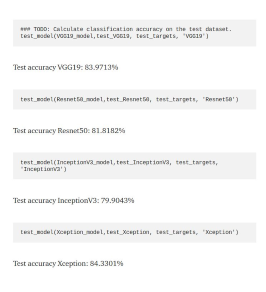 ### TODO: Calculate classification accuracy on the test dataset.
test_model(VGG19_model,test_VGG19, test_targets, 'VGG19')
Test accuracy VGG19: 83.9713%
test_model(Resnet50_model,test_Resnet50, test_targets, 'Resnet50')
Test accuracy Resnet50: 81.8182%
test_model(InceptionV3_model,test_InceptionV3, test_targets,
'InceptionV3')
Test accuracy InceptionV3: 79.9043%
test_model(Xception_model,test_Xception, test_targets, 'Xception')
Test accuracy Xception: 84.3301%